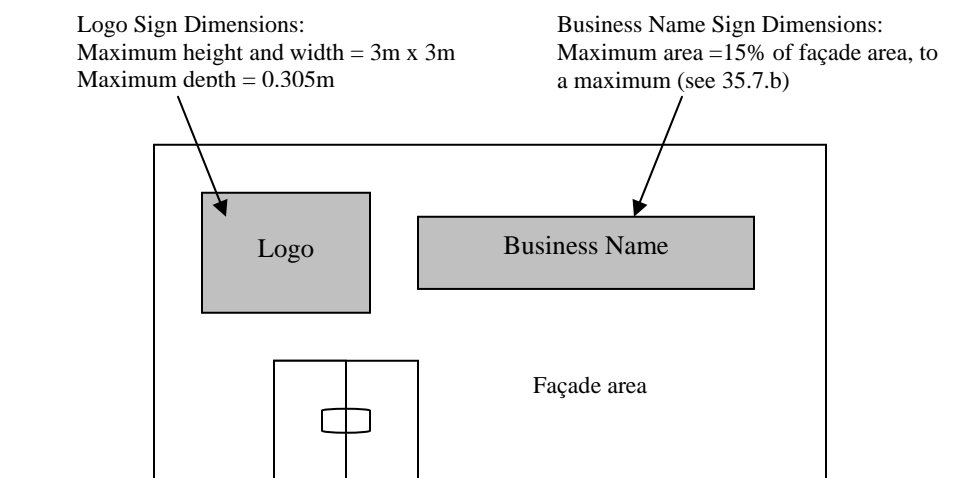 Logo Sign Dimensions:
Maximum height and width = 3m x 3m
Maximum depth = 0.305m
Business Name Sign Dimensions:
Maximum area =15% of façade area, to
a maximum (see 35.7.b)
Logo
Business Name
Façade area